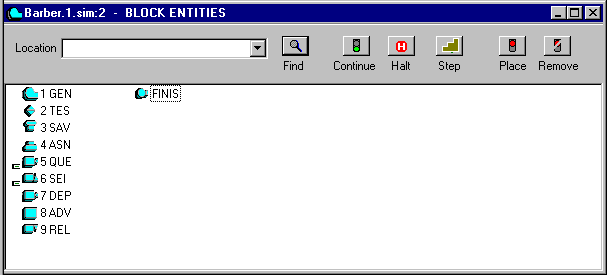 Barber.1.sim:2 - BLOCK ENTITIES
Location
Find
Continue
Halt
Step
Place
Remove
1 GEN
2 TES
3 SAV
4 ASN
5 QUE
6 SEI
7 DEP
8 ADV
9 REL
FINIS